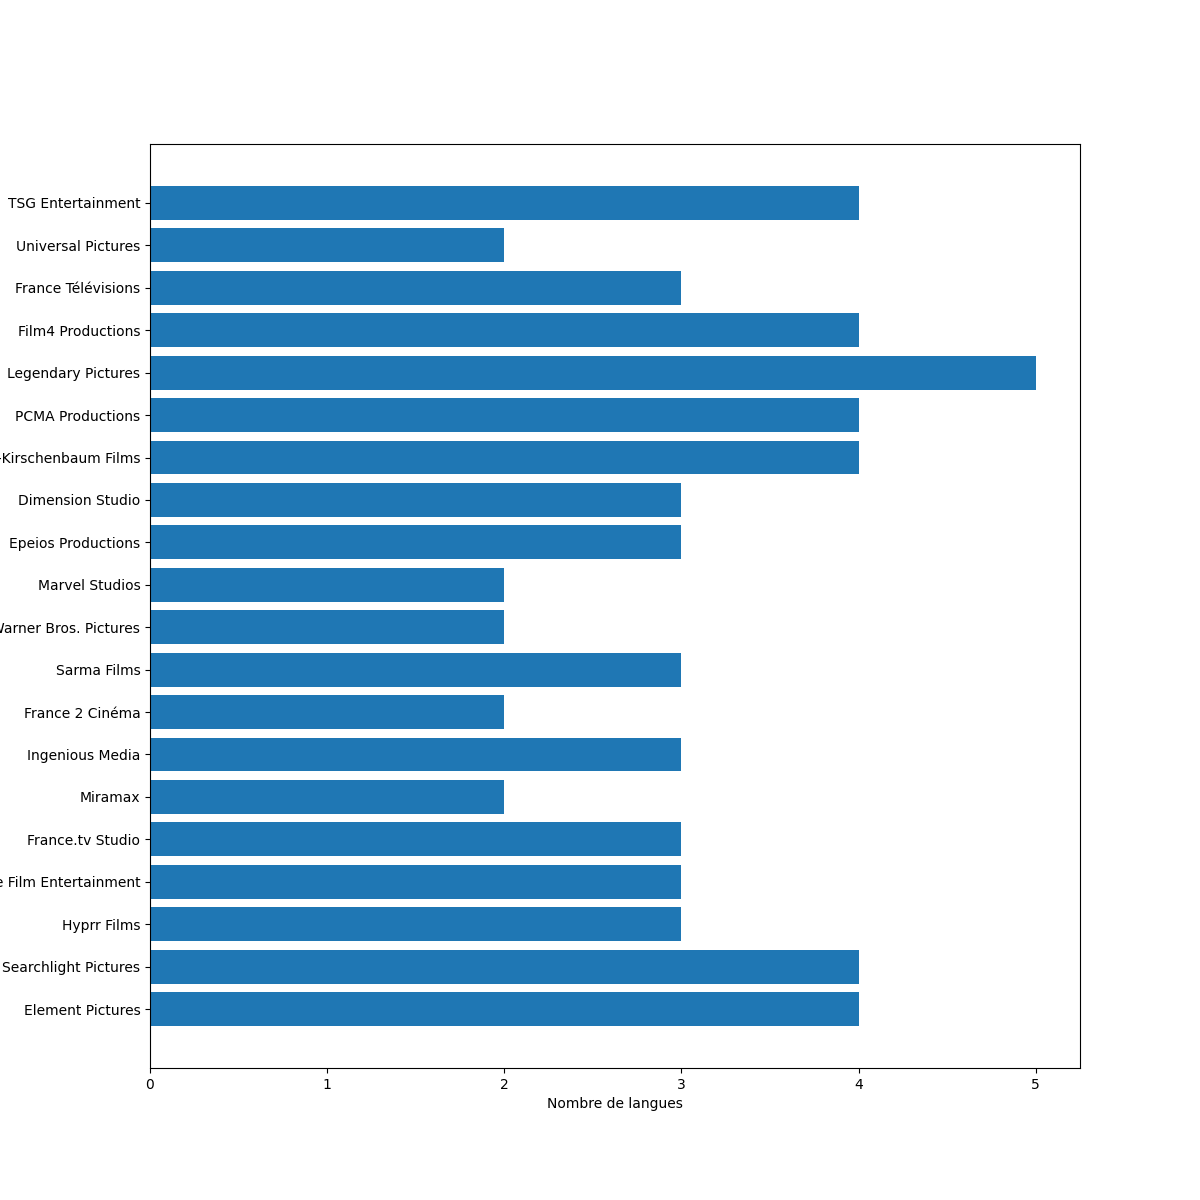 TSG Entertainment
Universal Pictures
France Télévisions
Film4 Productions
Legendary Pictures
PCMA Productions
-Kirschenbaum Films
Dimension Studio
Epeios Productions
Marvel Studios
Warner Bros. Pictures
Sarma Films
France 2 Cinéma
Ingenious Media
Miramax
France.tv Studio
Film Entertainment
Hyprr Films
Searchlight Pictures
Element Pictures
0 1 2 3 4 5
Nombre de langues